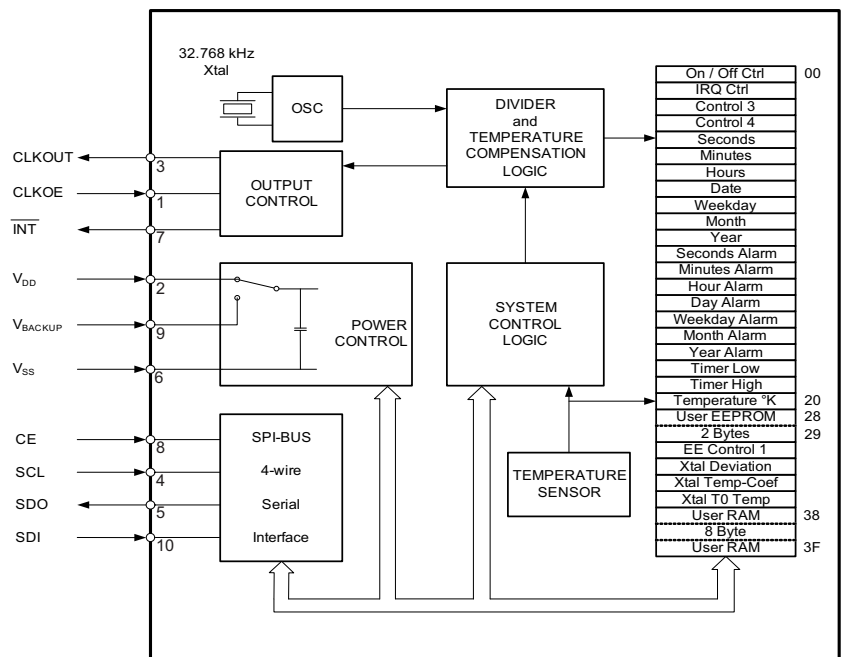 32.768 kHz
Xtal
OSC
DIVIDER
and
TEMPERATURE
COMPENSATION
LOGIC
CLKOUT
3
CLKOE
1
INT
7
OUTPUT
CONTROL
VDD
2
VBACKUP
9
VSS
6
POWER
CONTROL
SYSTEM
CONTROL
LOGIC
CE
8
SCL
4
SDO
5
SDI
10
SPI-BUS
4-wire
Serial
Interface
TEMPERATURE
SENSOR
On / Off Ctrl 00
IRQ Ctrl
Control 3
Control 4
Seconds
Minutes
Hours
Date
Weekday
Month
Year
Seconds Alarm
Minutes Alarm
Hour Alarm
Day Alarm
Weekday Alarm
Month Alarm
Year Alarm
Timer Low
Timer High
Temperature °K 20
User EEPROM 28
2 Bytes 29
EE Control 1
Xtal Deviation
Xtal Temp-Coef
Xtal T0 Temp
User RAM 38
8 Byte
User RAM 3F